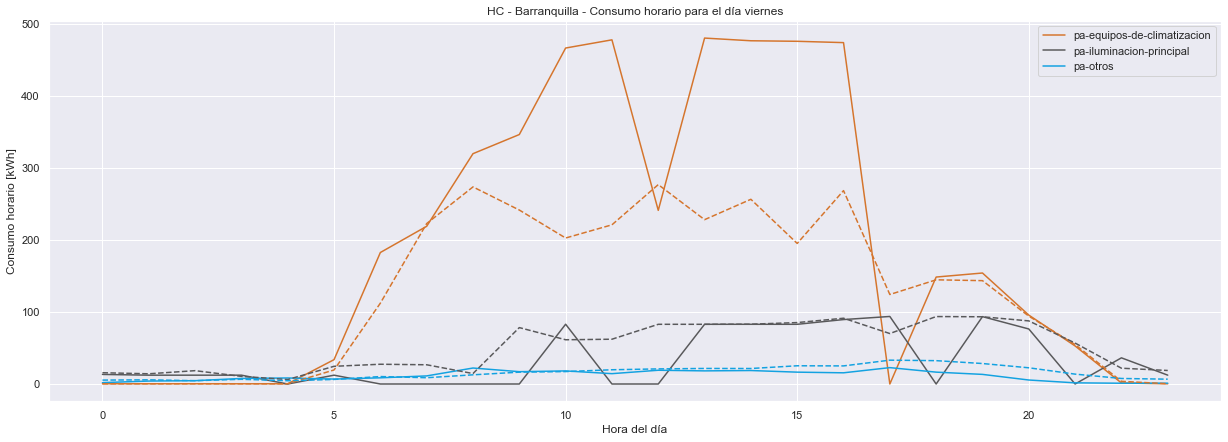 HC - Barranquilla - Consumo horario para el día viernes
pa-equipos-de-climatizacion
pa-iluminacion-principal
pa-otros
Consumo horario [kWh]
500
400
300
200
100
0
0 5 10 15 20
Hora del día